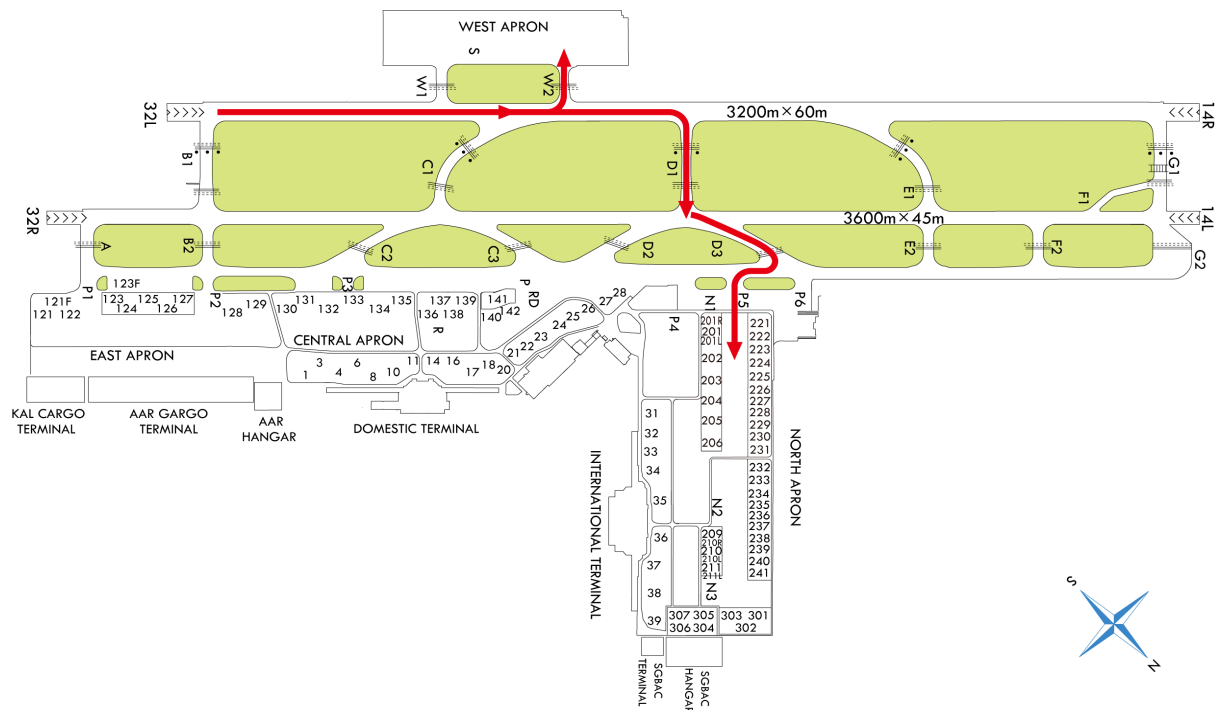 WEST APRON
S
W1
W2
32L
3200m×60m
14R
B1
C1
D1
E1
F1
G1
32R
3600m×45m
14L
A
B2
C2
C3
D2
D3
E2
F2
G2
P1
123F
P2
P3
P
RD
N1
P5
P6
121F
121 122
123 125 127
124 126
128 129
131 133 135
130 132 134
137 139
136 138
R
141
142
140
27 28
26
25
24
23
22
21
P4
EAST APRON
CENTRAL APRON
1 3 4 6 8 10 11
14 16 17 18 20
KAL CARGO
TERMINAL
AAR GARGO
TERMINAL
AAR
HANGAR
DOMESTIC TERMINAL
INTERNATIONAL TERMINAL
31
32
33
34
35
36
37
38
39
201R
201
201L
202
203
204
205
206
N2
209
210R
210
210L
211
211L
N3
221
222
223
224
225
226
227
228
229
230
231
232
233
234
235
236
237
238
239
240
241
NORTH APRON
307 305
306 304
303 301
302
SGBAC
TERMINAL
SGBAC
HANGAR
S
N